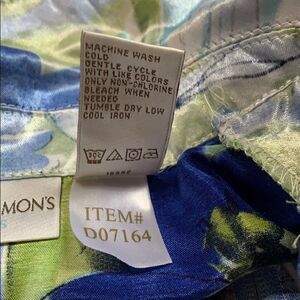 MACHINE WASH
COLD
GENTLE CYCLE
WITH LIKE COLORS
ONLY NON-CHLORINE
BLEACH WHEN
NEEDED
TUMBLE DRY LOW
COOL IRON
MON'S
ITEM#
D07164